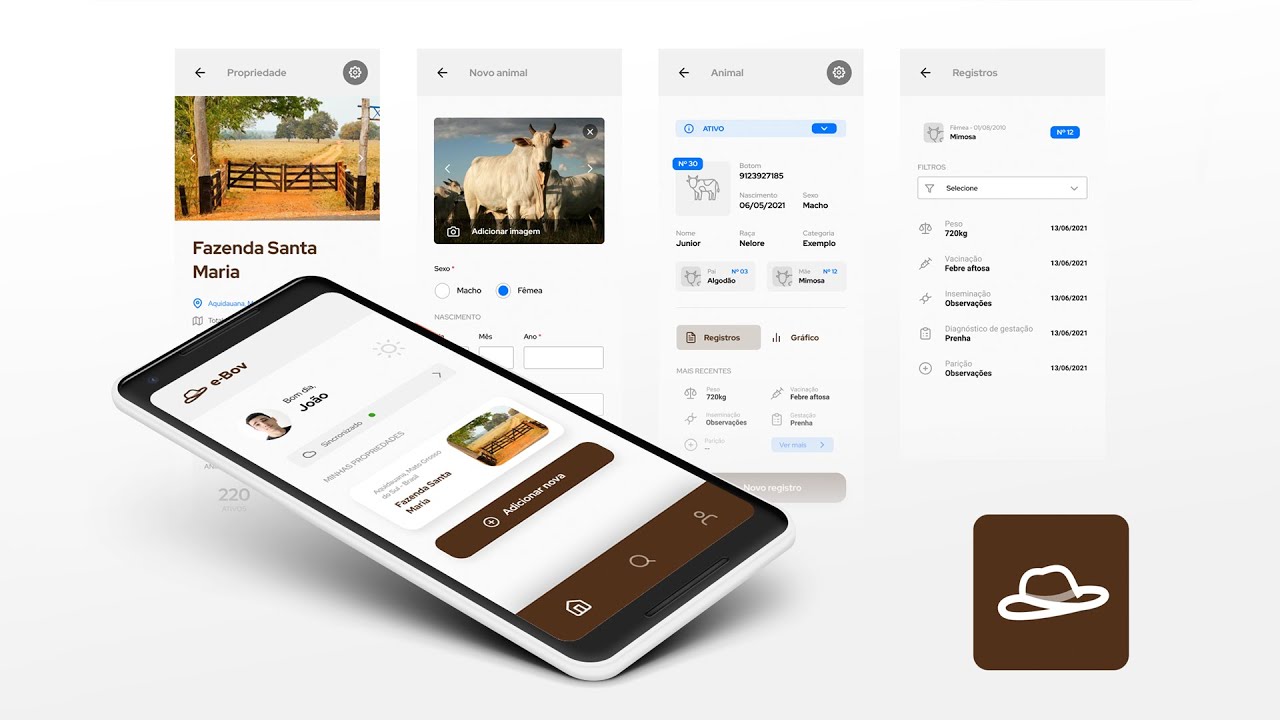 Propriedade
Fazenda Santa
Maria
Aquidauana, M
Total
220
ATIVOS
Novo animal
Adicionar imagem
Sexo *
Macho
Fêmea
NASCIMENTO
Mês
Ano *
Animal
ATIVO
Nº 30
Botom
9123927185
Nascimento
06/05/2021
Sexo
Macho
Nome
Junior
Raça
Nelore
Categoria
Exemplo
Pai
Nº 03
Algodão
Mãe
Nº 12
Mimosa
Registros
Gráfico
MAIS RECENTES
Peso
720kg
Vacinação
Febre aftosa
Inseminação
Observações
Gestação
Prenha
Parição
--
Ver mais
Novo registro
Registros
Fêmea - 01/08/2010
Mimosa
Nº 12
FILTROS
Selecione
Peso
720kg
13/06/2021
Vacinação
Febre aftosa
13/06/2021
Inseminação
Observações
13/06/2021
Diagnóstico de gestação
Prenha
13/06/2021
Parição
Observações
13/06/2021
e-Bov
Bom dia,
João
Sincronizado
MINHAS PROPRIEDADES
Aquidauana, Mato Grosso
do Sul - Brasil
Fazenda Santa
Maria
Adicionar nova